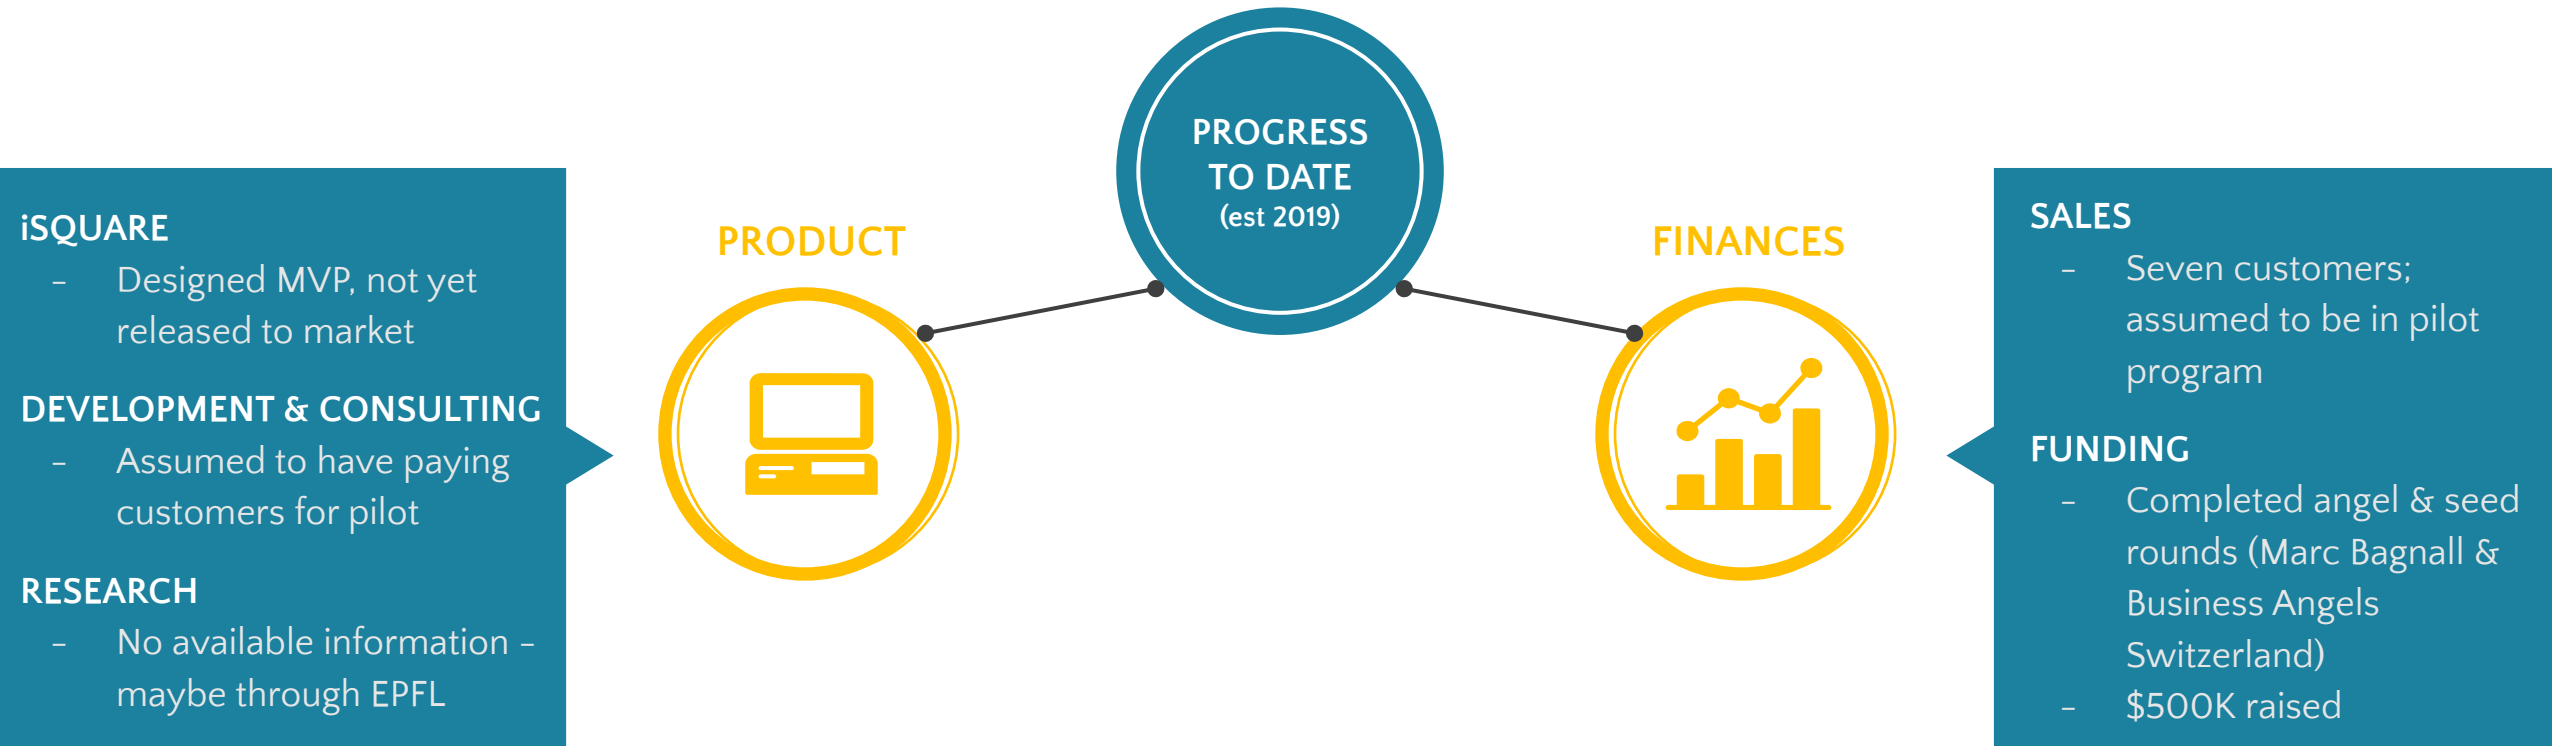 PROGRESS
TO DATE
(est 2019)
PRODUCT
FINANCES
iSQUARE
- Designed MVP, not yet
released to market
DEVELOPMENT & CONSULTING
- Assumed to have paying
customers for pilot
RESEARCH
- No available information -
maybe through EPFL
SALES
- Seven customers;
assumed to be in pilot
program
FUNDING
- Completed angel & seed
rounds (Marc Bagnall &
Business Angels
Switzerland)
- $500K raised